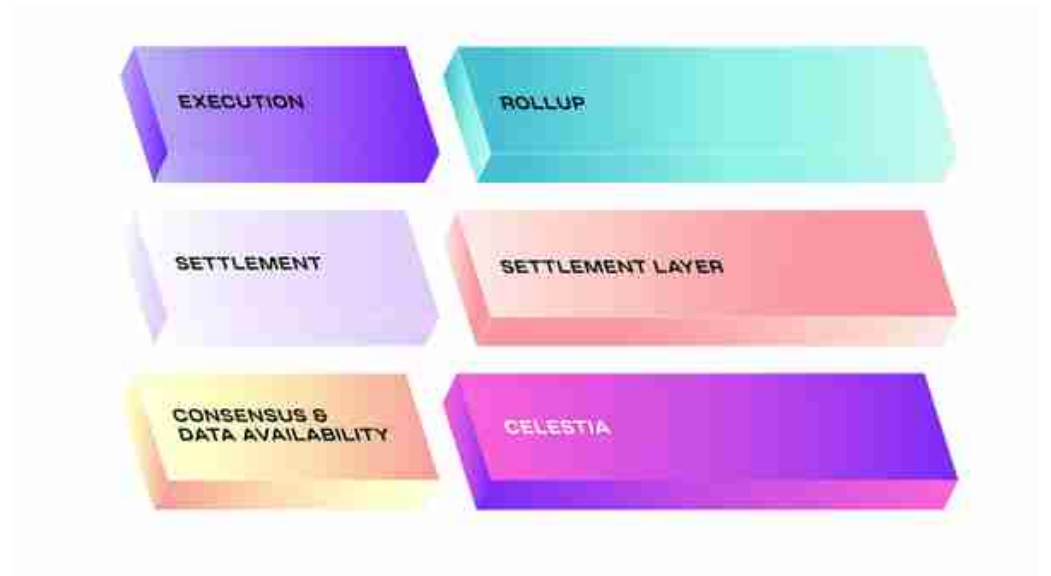 EXECUTION
ROLLUP
SETTLEMENT
SETTLEMENT LAYER
CONSENSUS &
DATA AVAILABILITY
CELESTIA